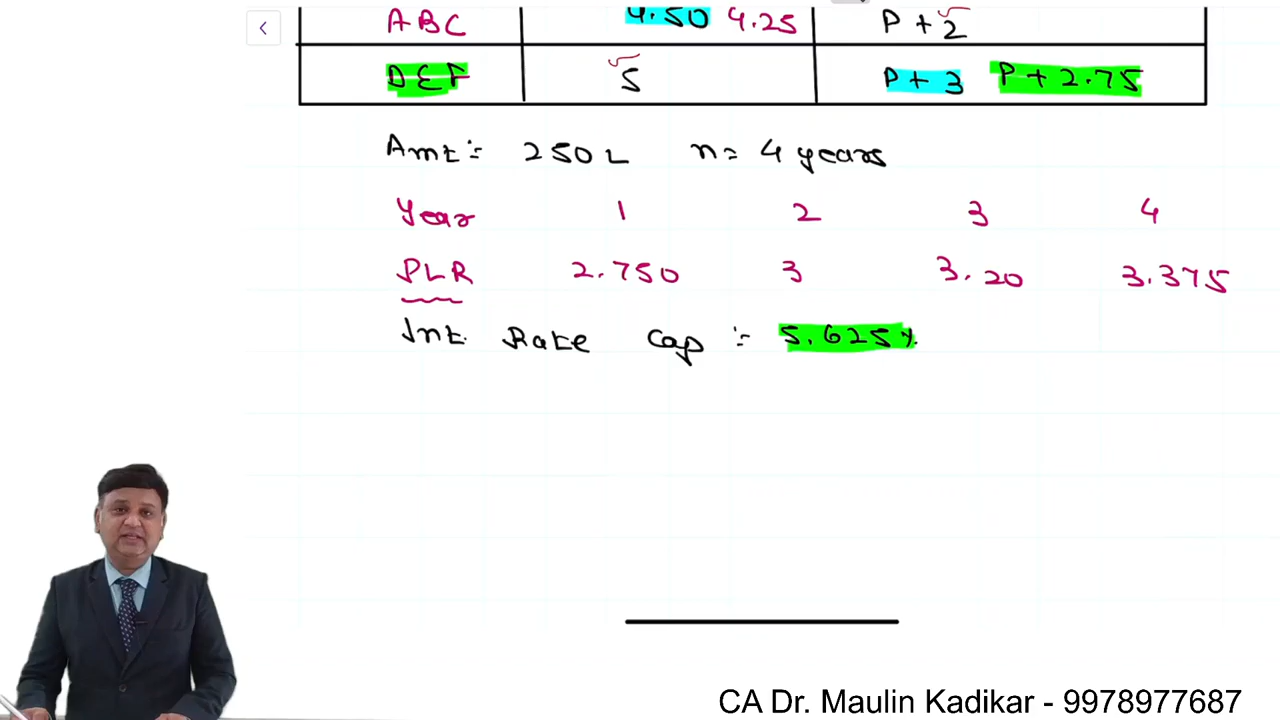 ABC 4.50 4.25 P + 2
DEF 5 P + 3 P + 2.75
Amt:- 250 L n = 4 years
Year 1 2 3 4
PLR 2.750 3 3.20 3.375
Int. Rate Cap :- 5.625%
CA Dr. Maulin Kadikar - 9978977687